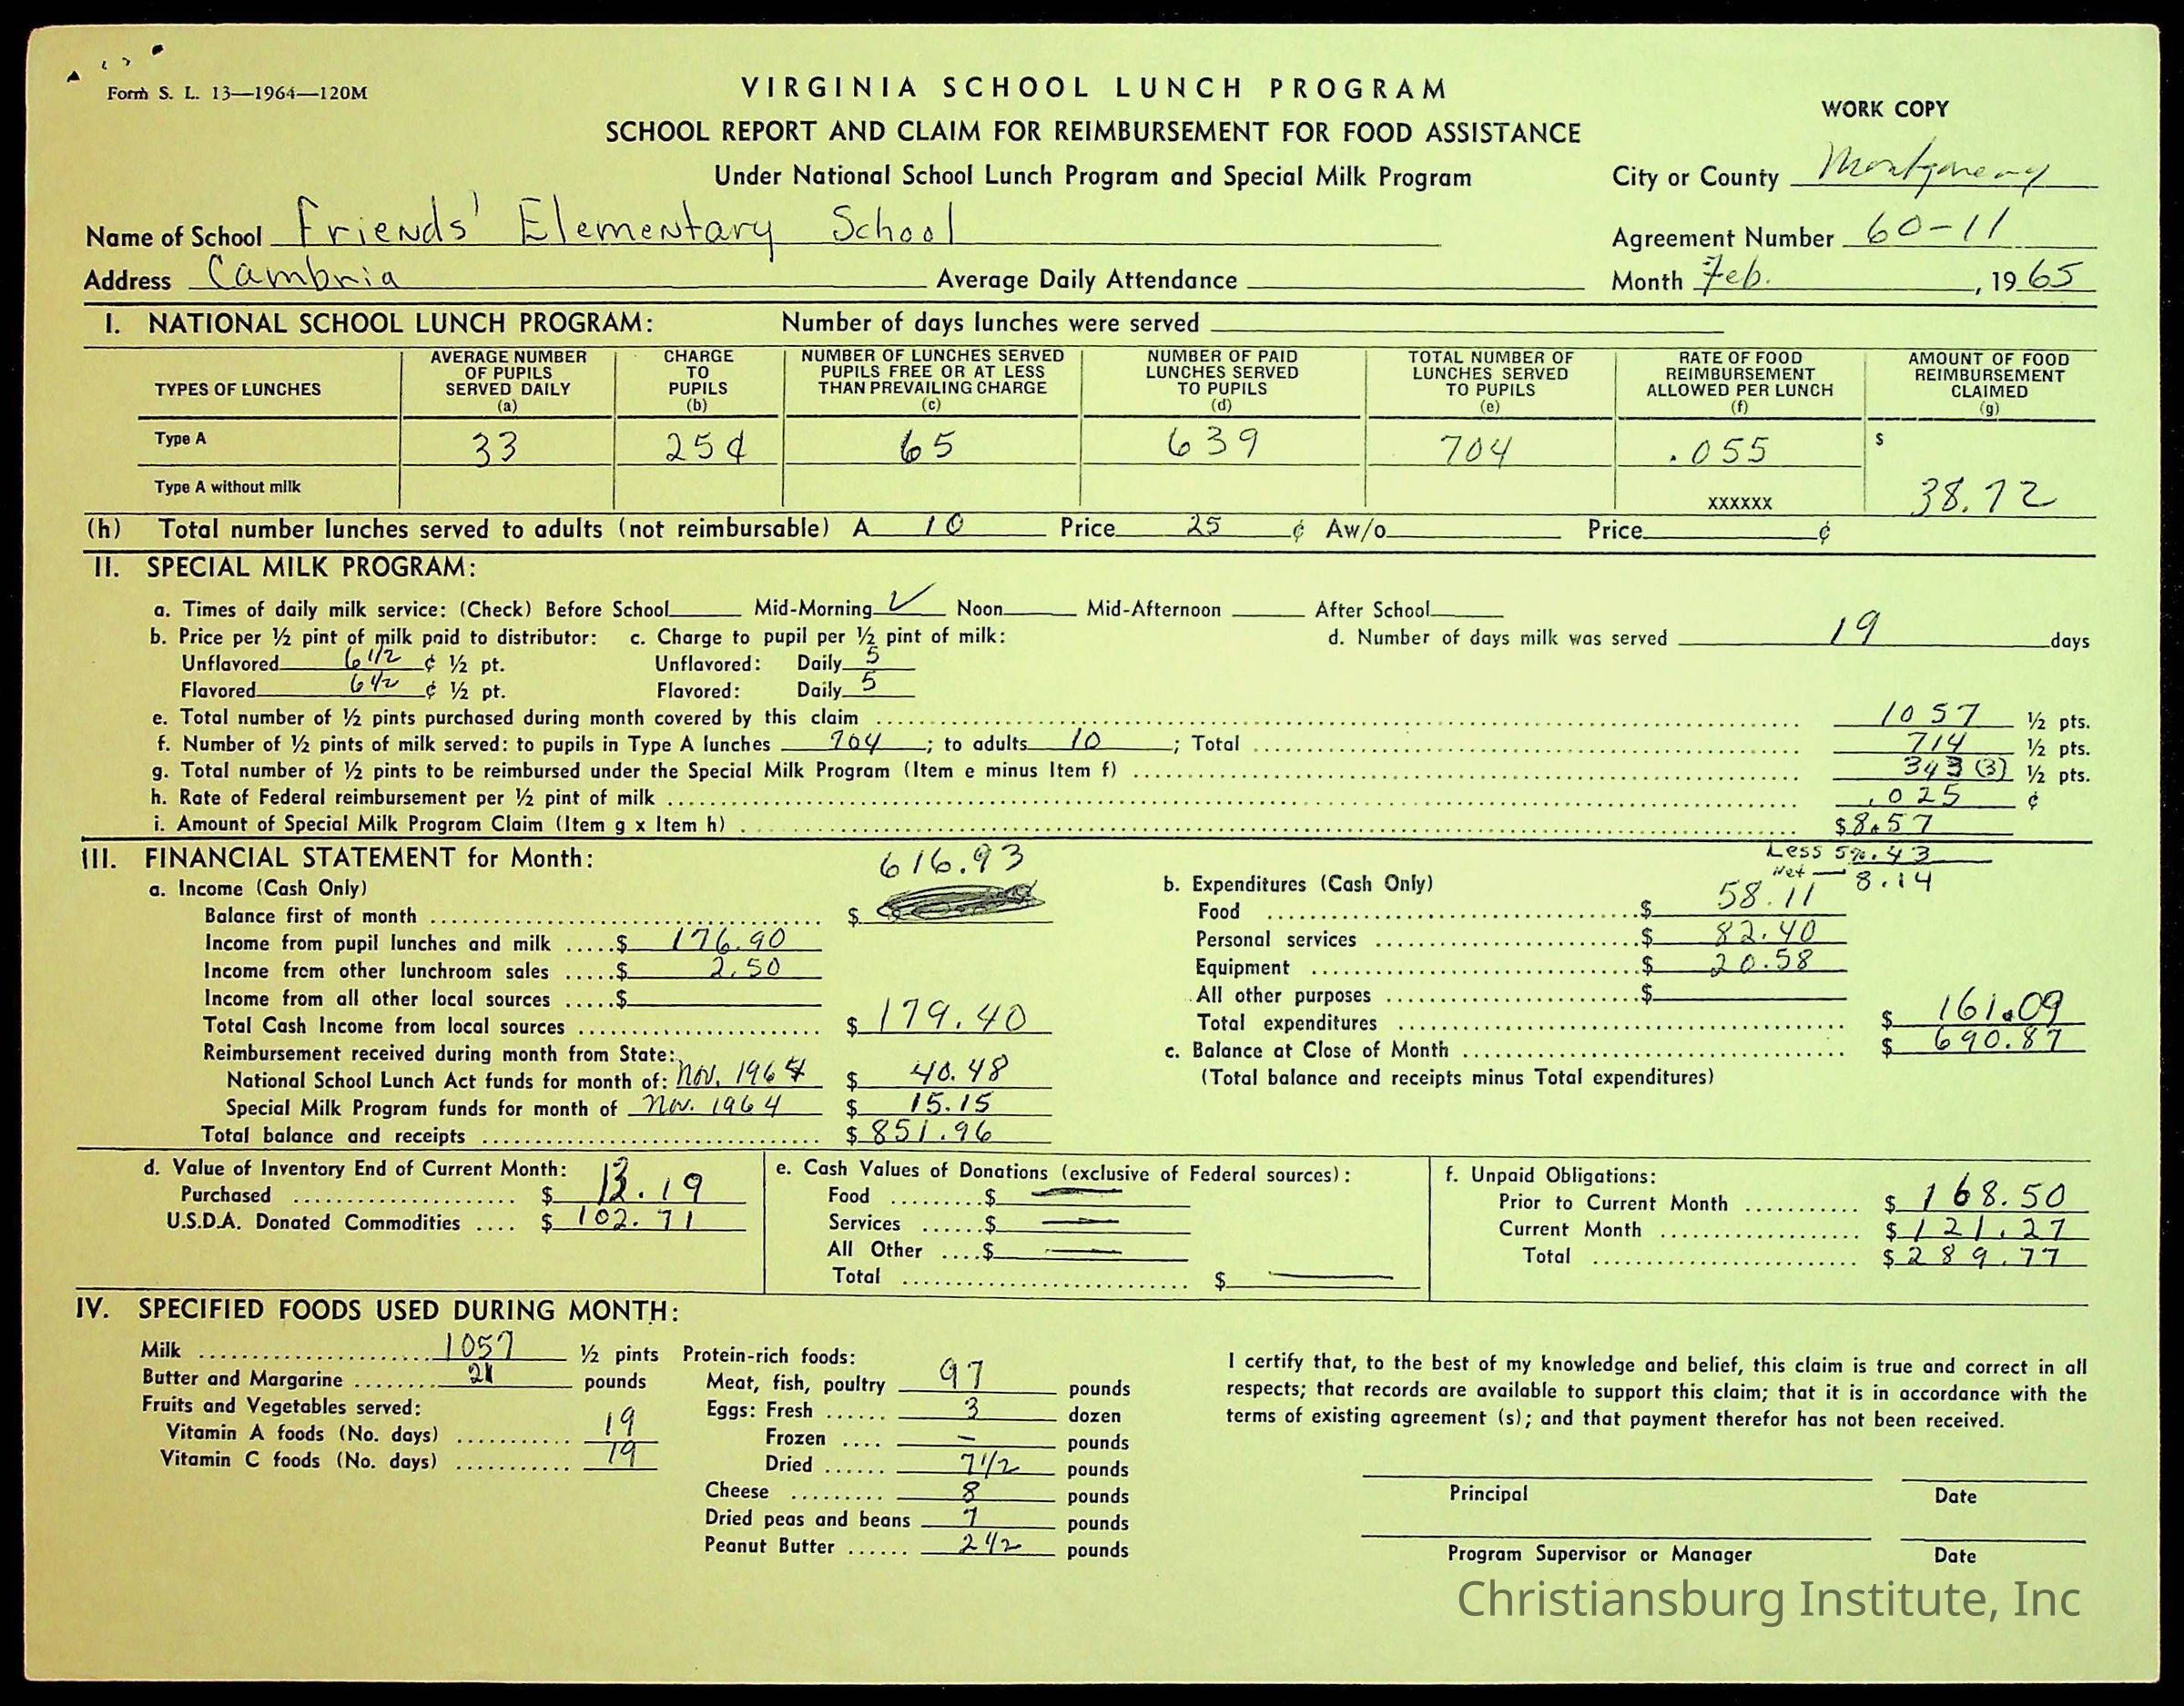 Form S. L. 13—1964—120M
VIRGINIA SCHOOL LUNCH PROGRAM
WORK COPY
SCHOOL REPORT AND CLAIM FOR REIMBURSEMENT FOR FOOD ASSISTANCE
Under National School Lunch Program and Special Milk Program
City or County Montgomery
Name of School Friends' Elementary School
Agreement Number 60-11
Address Cambria Average Daily Attendance
Month Feb. , 19 65
I. NATIONAL SCHOOL LUNCH PROGRAM: Number of days lunches were served
TYPES OF LUNCHES
AVERAGE NUMBER OF PUPILS SERVED DAILY (a)
CHARGE TO PUPILS (b)
NUMBER OF LUNCHES SERVED PUPILS FREE OR AT LESS THAN PREVAILING CHARGE (c)
NUMBER OF PAID LUNCHES SERVED TO PUPILS (d)
TOTAL NUMBER OF LUNCHES SERVED TO PUPILS (e)
RATE OF FOOD REIMBURSEMENT ALLOWED PER LUNCH (f)
AMOUNT OF FOOD REIMBURSEMENT CLAIMED (g)
Type A 33 25¢ 65 639 704 .055 $
Type A without milk XXXXXX 38.72
(h) Total number lunches served to adults (not reimbursable) A 10 Price 25 ¢ Aw/o Price ¢
II. SPECIAL MILK PROGRAM:
a. Times of daily milk service: (Check) Before School Mid-Morning ✓ Noon Mid-Afternoon After School
b. Price per ½ pint of milk paid to distributor: c. Charge to pupil per ½ pint of milk: d. Number of days milk was served 19 days
Unflavored 6 1/2 ¢ ½ pt. Unflavored: Daily 5
Flavored 6 1/2 ¢ ½ pt. Flavored: Daily 5
e. Total number of ½ pints purchased during month covered by this claim 1057 ½ pts.
f. Number of ½ pints of milk served: to pupils in Type A lunches 704 ; to adults 10 ; Total 714 ½ pts.
g. Total number of ½ pints to be reimbursed under the Special Milk Program (Item e minus Item f) 343 (3) ½ pts.
h. Rate of Federal reimbursement per ½ pint of milk .025 ¢
i. Amount of Special Milk Program Claim (Item g x Item h) $8.57
Less 5%.43
Net — 8.14
III. FINANCIAL STATEMENT for Month:
616.93
a. Income (Cash Only)
Balance first of month $
Income from pupil lunches and milk $ 176.90
Income from other lunchroom sales $ 2.50
Income from all other local sources $
Total Cash Income from local sources $ 179.40
Reimbursement received during month from State:
National School Lunch Act funds for month of: Nov. 1964 $ 40.48
Special Milk Program funds for month of Nov. 1964 $ 15.15
Total balance and receipts $ 851.96
b. Expenditures (Cash Only)
Food $ 58.11
Personal services $ 82.40
Equipment $ 20.58
All other purposes $
Total expenditures $ 161.09
c. Balance at Close of Month $ 690.87
(Total balance and receipts minus Total expenditures)
d. Value of Inventory End of Current Month:
Purchased $ 13.19
U.S.D.A. Donated Commodities $ 102.71
e. Cash Values of Donations (exclusive of Federal sources):
Food $ —
Services $ —
All Other $ —
Total $ —
f. Unpaid Obligations:
Prior to Current Month $ 168.50
Current Month $ 121.27
Total $ 289.77
IV. SPECIFIED FOODS USED DURING MONTH:
Milk 1057 ½ pints
Butter and Margarine 21 pounds
Fruits and Vegetables served:
Vitamin A foods (No. days) 19
Vitamin C foods (No. days) 19
Protein-rich foods:
Meat, fish, poultry 97 pounds
Eggs: Fresh 3 dozen
Frozen — pounds
Dried 7 1/2 pounds
Cheese 8 pounds
Dried peas and beans 7 pounds
Peanut Butter 2 1/2 pounds
I certify that, to the best of my knowledge and belief, this claim is true and correct in all
respects; that records are available to support this claim; that it is in accordance with the
terms of existing agreement (s); and that payment therefor has not been received.
Principal Date
Program Supervisor or Manager Date
Christiansburg Institute, Inc